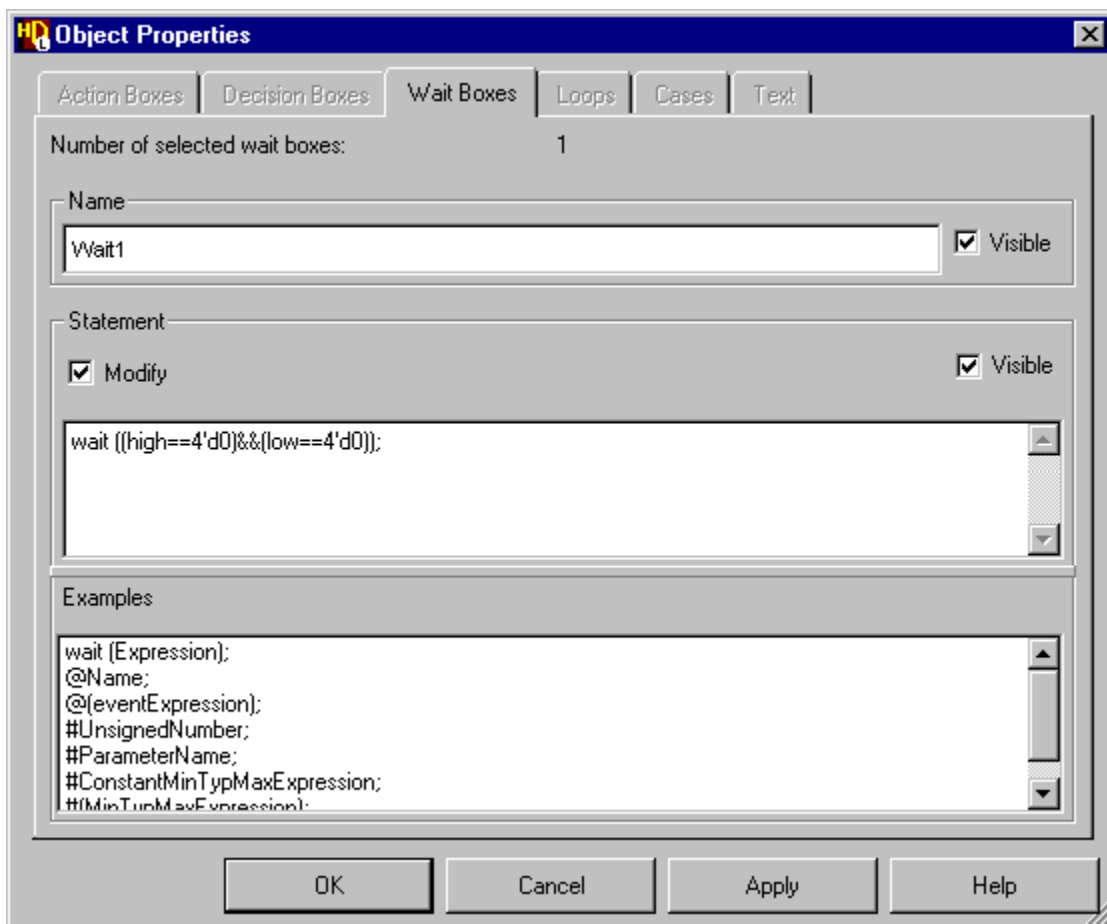 HDL Object Properties
Action Boxes Decision Boxes Wait Boxes Loops Cases Text
Number of selected wait boxes: 1
Name
Wait1 Visible
Statement
Modify Visible
wait ((high==4'd0)&&(low==4'd0));
Examples
wait (Expression);
@Name;
@(eventExpression);
#UnsignedNumber;
#ParameterName;
#ConstantMinTypMaxExpression;
#(MinTypMaxExpression);
OK Cancel Apply Help